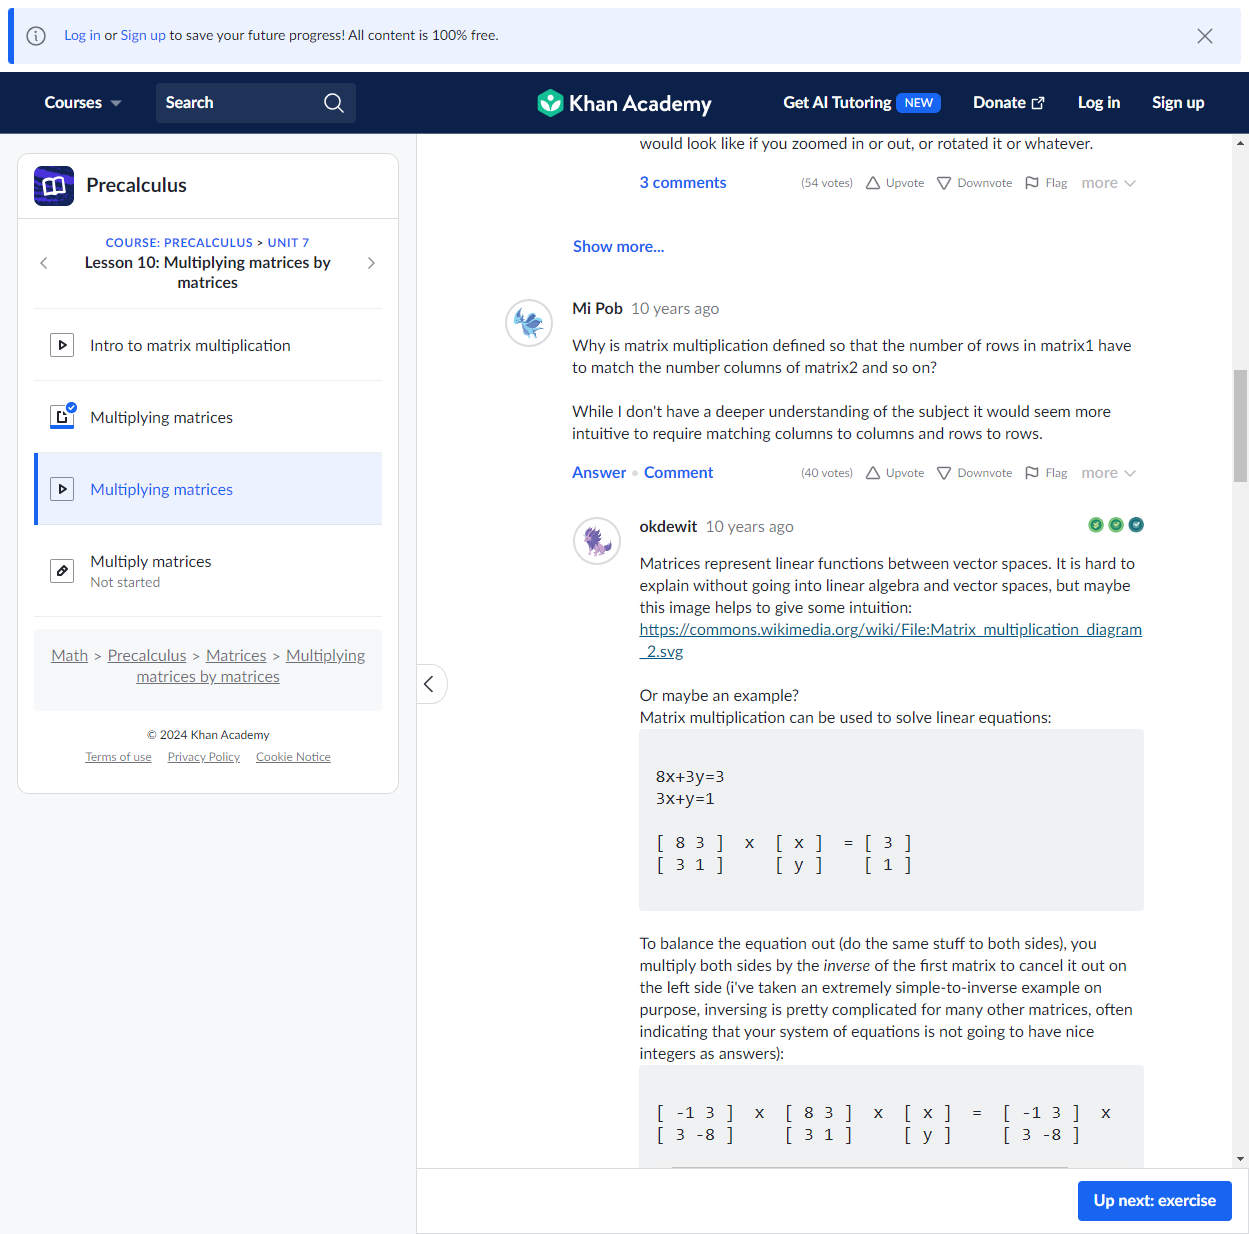 Log in or Sign up to save your future progress! All content is 100% free.
Courses
Search
Khan Academy
Get AI Tutoring NEW
Donate
Log in
Sign up
Precalculus
COURSE: PRECALCULUS > UNIT 7
Lesson 10: Multiplying matrices by
matrices
Intro to matrix multiplication
Multiplying matrices
Multiplying matrices
Multiply matrices
Not started
Math > Precalculus > Matrices > Multiplying
matrices by matrices
© 2024 Khan Academy
Terms of use Privacy Policy Cookie Notice
would look like if you zoomed in or out, or rotated it or whatever.
3 comments (54 votes) Upvote Downvote Flag more
Show more...
Mi Pob 10 years ago
Why is matrix multiplication defined so that the number of rows in matrix1 have
to match the number columns of matrix2 and so on?
While I don't have a deeper understanding of the subject it would seem more
intuitive to require matching columns to columns and rows to rows.
Answer • Comment (40 votes) Upvote Downvote Flag more
okdewit 10 years ago
Matrices represent linear functions between vector spaces. It is hard to
explain without going into linear algebra and vector spaces, but maybe
this image helps to give some intuition:
https://commons.wikimedia.org/wiki/File:Matrix_multiplication_diagram
_2.svg
Or maybe an example?
Matrix multiplication can be used to solve linear equations:
8x+3y=3
3x+y=1
[ 8 3 ] x [ x ] = [ 3 ]
[ 3 1 ] [ y ] [ 1 ]
To balance the equation out (do the same stuff to both sides), you
multiply both sides by the inverse of the first matrix to cancel it out on
the left side (i've taken an extremely simple-to-inverse example on
purpose, inversing is pretty complicated for many other matrices, often
indicating that your system of equations is not going to have nice
integers as answers):
[ -1 3 ] x [ 8 3 ] x [ x ] = [ -1 3 ] x
[ 3 -8 ] [ 3 1 ] [ y ] [ 3 -8 ]
Up next: exercise